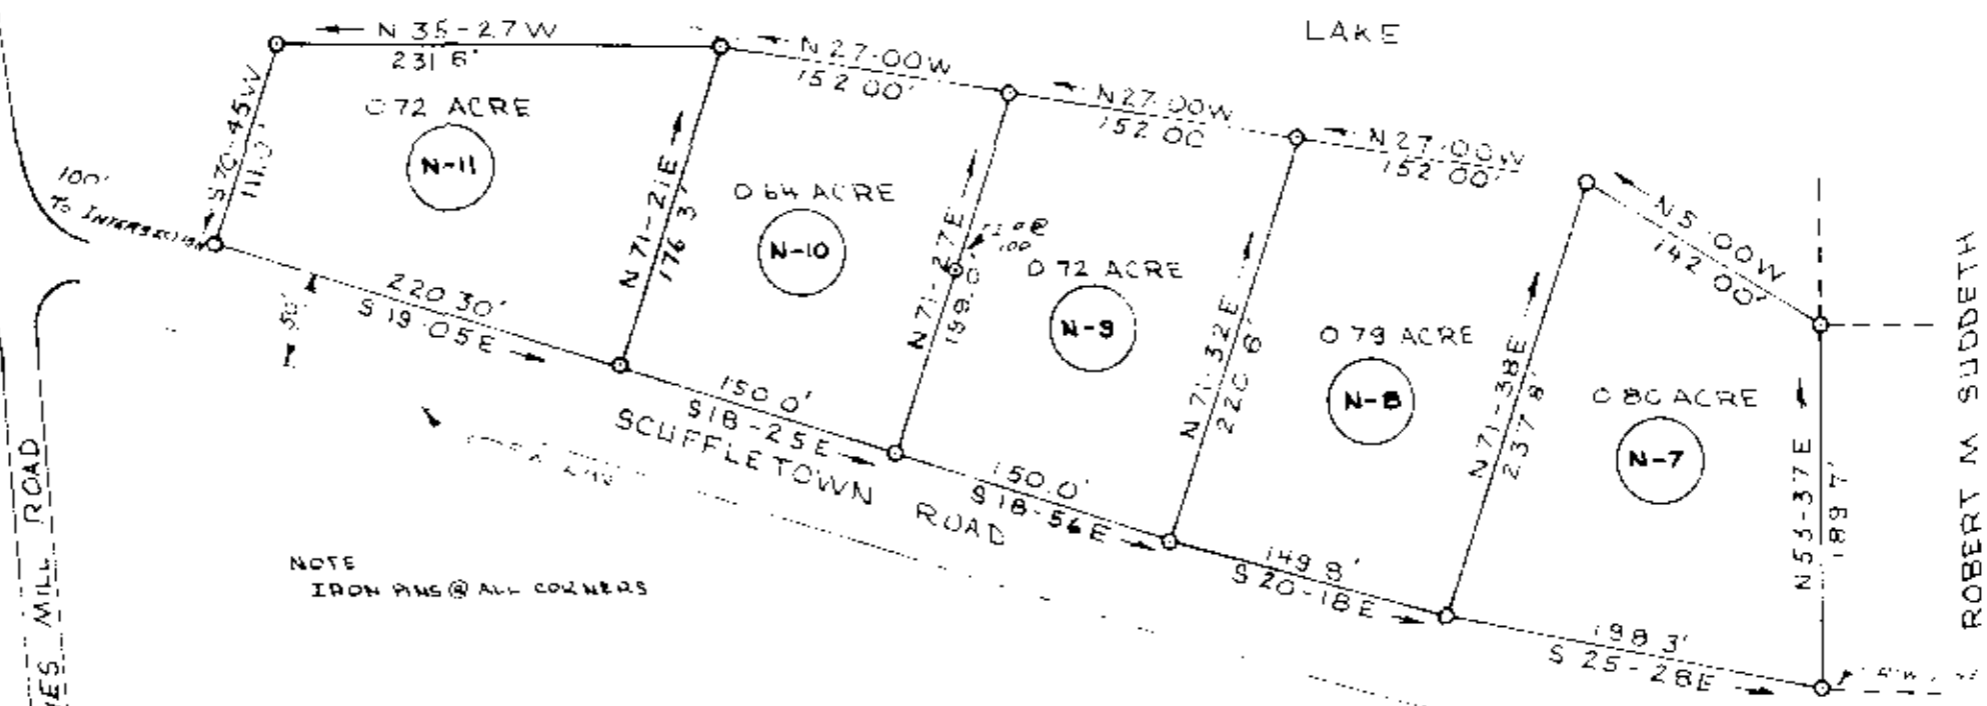 LAKE
N 35-27 W
231 6'
N 27-00 W
152 00'
N 27-00 W
152 00
N 27-00 W
152 00'
N 5-00 W
142 00'
S 70-45 W
111.0'
0 72 ACRE
N-11
N 71-21 E
176 3'
0 64 ACRE
N-10
N 71-27 E
199.0'
0 72 ACRE
N-9
N 71-32 E
220 6'
0 79 ACRE
N-8
N 71-38 E
237 8'
0 80 ACRE
N-7
N 53-37 E
189 7'
ROBERT M SUDDETH
100'
TO INTERSECTION
50'
220 30'
S 19-05 E
150 0'
S 18-25 E
150.0'
S 18-56 E
149 8'
S 20-18 E
198 3'
S 25-28 E
SCUFFLETOWN ROAD
NOTE
IRON PINS @ ALL CORNERS
MILL ROAD